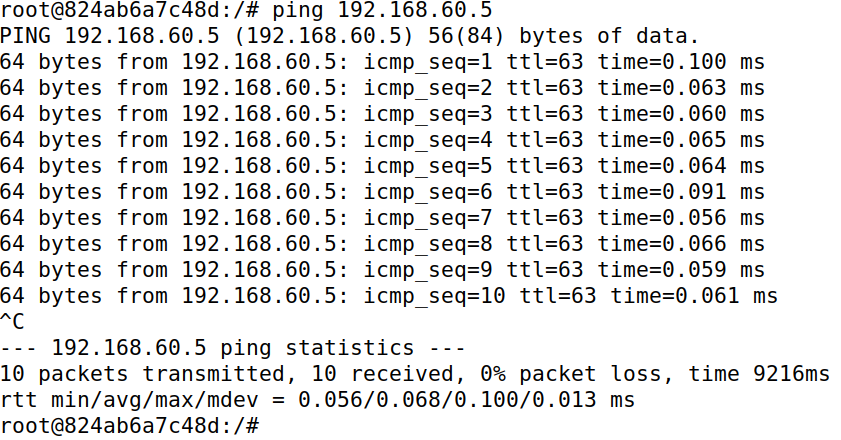 root@824ab6a7c48d:/# ping 192.168.60.5
PING 192.168.60.5 (192.168.60.5) 56(84) bytes of data.
64 bytes from 192.168.60.5: icmp_seq=1 ttl=63 time=0.100 ms
64 bytes from 192.168.60.5: icmp_seq=2 ttl=63 time=0.063 ms
64 bytes from 192.168.60.5: icmp_seq=3 ttl=63 time=0.060 ms
64 bytes from 192.168.60.5: icmp_seq=4 ttl=63 time=0.065 ms
64 bytes from 192.168.60.5: icmp_seq=5 ttl=63 time=0.064 ms
64 bytes from 192.168.60.5: icmp_seq=6 ttl=63 time=0.091 ms
64 bytes from 192.168.60.5: icmp_seq=7 ttl=63 time=0.056 ms
64 bytes from 192.168.60.5: icmp_seq=8 ttl=63 time=0.066 ms
64 bytes from 192.168.60.5: icmp_seq=9 ttl=63 time=0.059 ms
64 bytes from 192.168.60.5: icmp_seq=10 ttl=63 time=0.061 ms
^C
--- 192.168.60.5 ping statistics ---
10 packets transmitted, 10 received, 0% packet loss, time 9216ms
rtt min/avg/max/mdev = 0.056/0.068/0.100/0.013 ms
root@824ab6a7c48d:/#